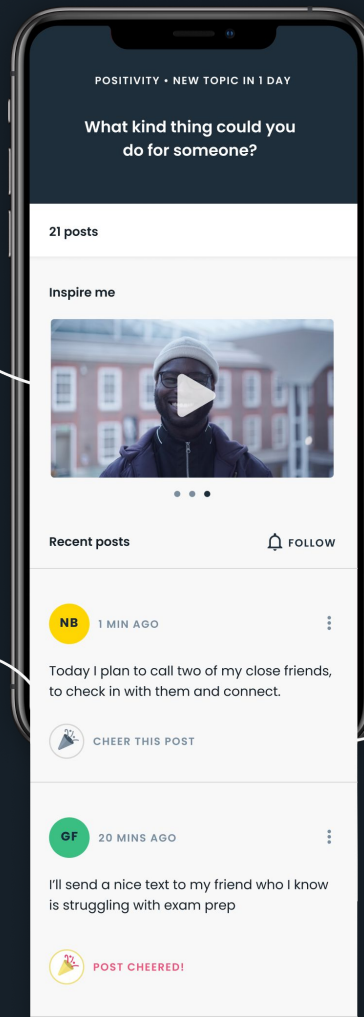 POSITIVITY • NEW TOPIC IN 1 DAY
What kind thing could you
do for someone?
21 posts
Inspire me
Recent posts
FOLLOW
NB
1 MIN AGO
Today I plan to call two of my close friends,
to check in with them and connect.
CHEER THIS POST
GF
20 MINS AGO
I'll send a nice text to my friend who I know
is struggling with exam prep
POST CHEERED!